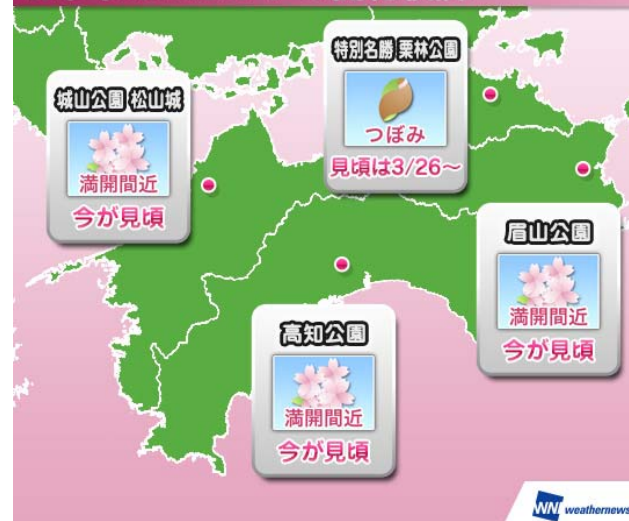 特別名勝 栗林公園
つぼみ
見頃は3/26～
城山公園 松山城
満開間近
今が見頃
眉山公園
満開間近
今が見頃
高知公園
満開間近
今が見頃
WN weathernews